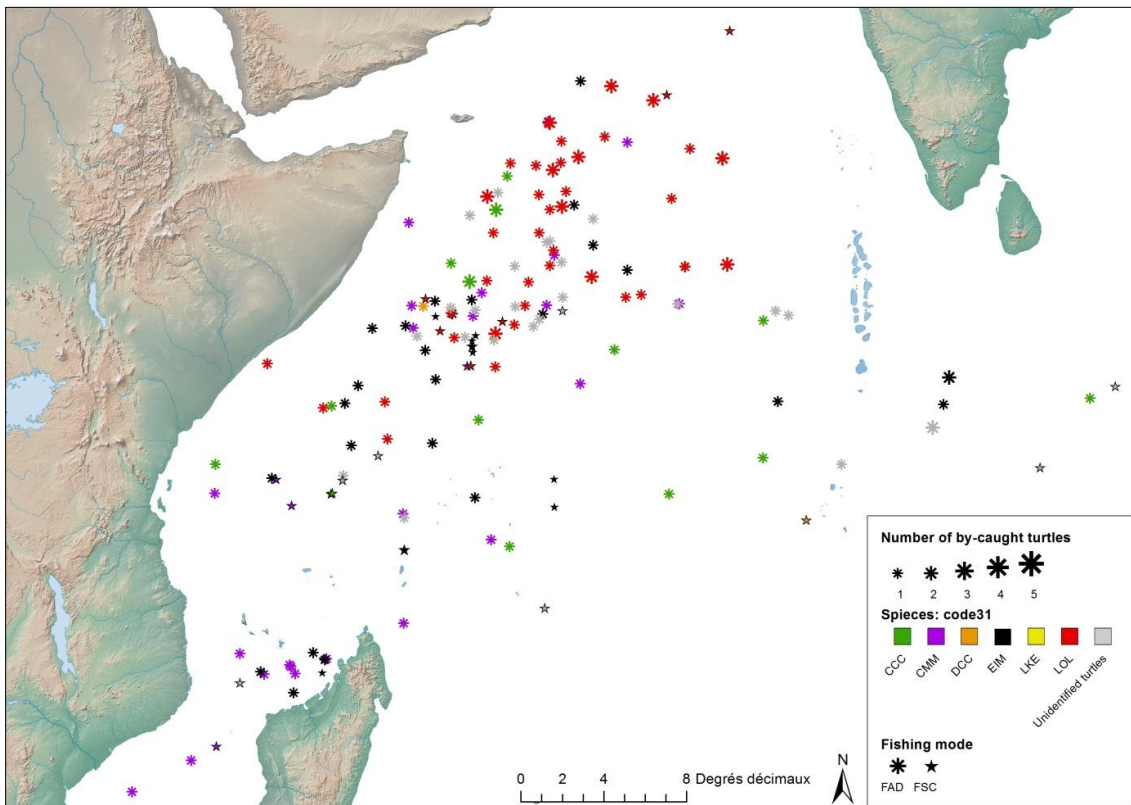 Number of by-caught turtles
1 2 3 4 5
Spieces: code31
CCC CMM DCC EIM LKE LOL Unidentified turtles
Fishing mode
FAD FSC
N
0 2 4 8 Degrés décimaux